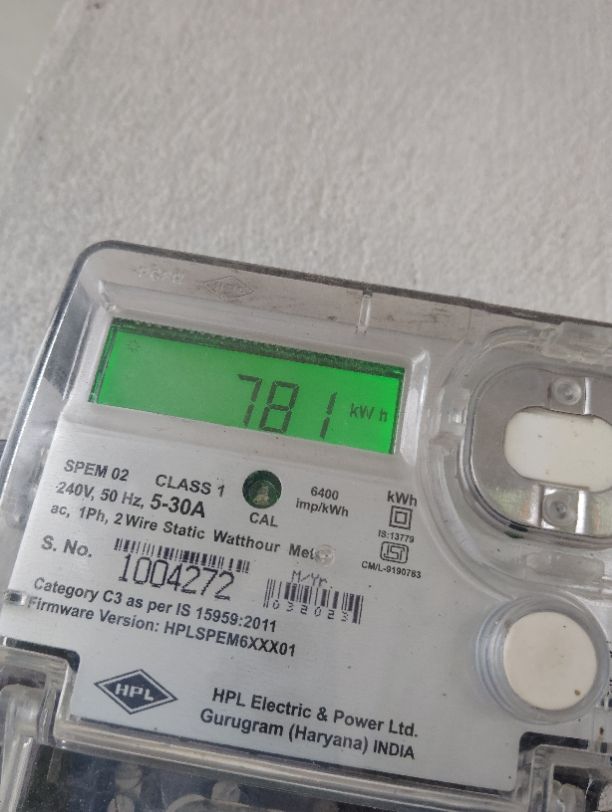 781 kWh
SPEM 02 CLASS 1
240V, 50 Hz, 5-30A
ac, 1Ph, 2 Wire Static Watthour
CAL
6400
imp/kWh
kWh
IS:13779
ISI
CM/L-9190763
S. No. 1004272
M/Yr
032023
Category C3 as per IS 15959:2011
Firmware Version: HPLSPEM6XXX01
HPL
HPL Electric & Power Ltd.
Gurugram (Haryana) INDIA